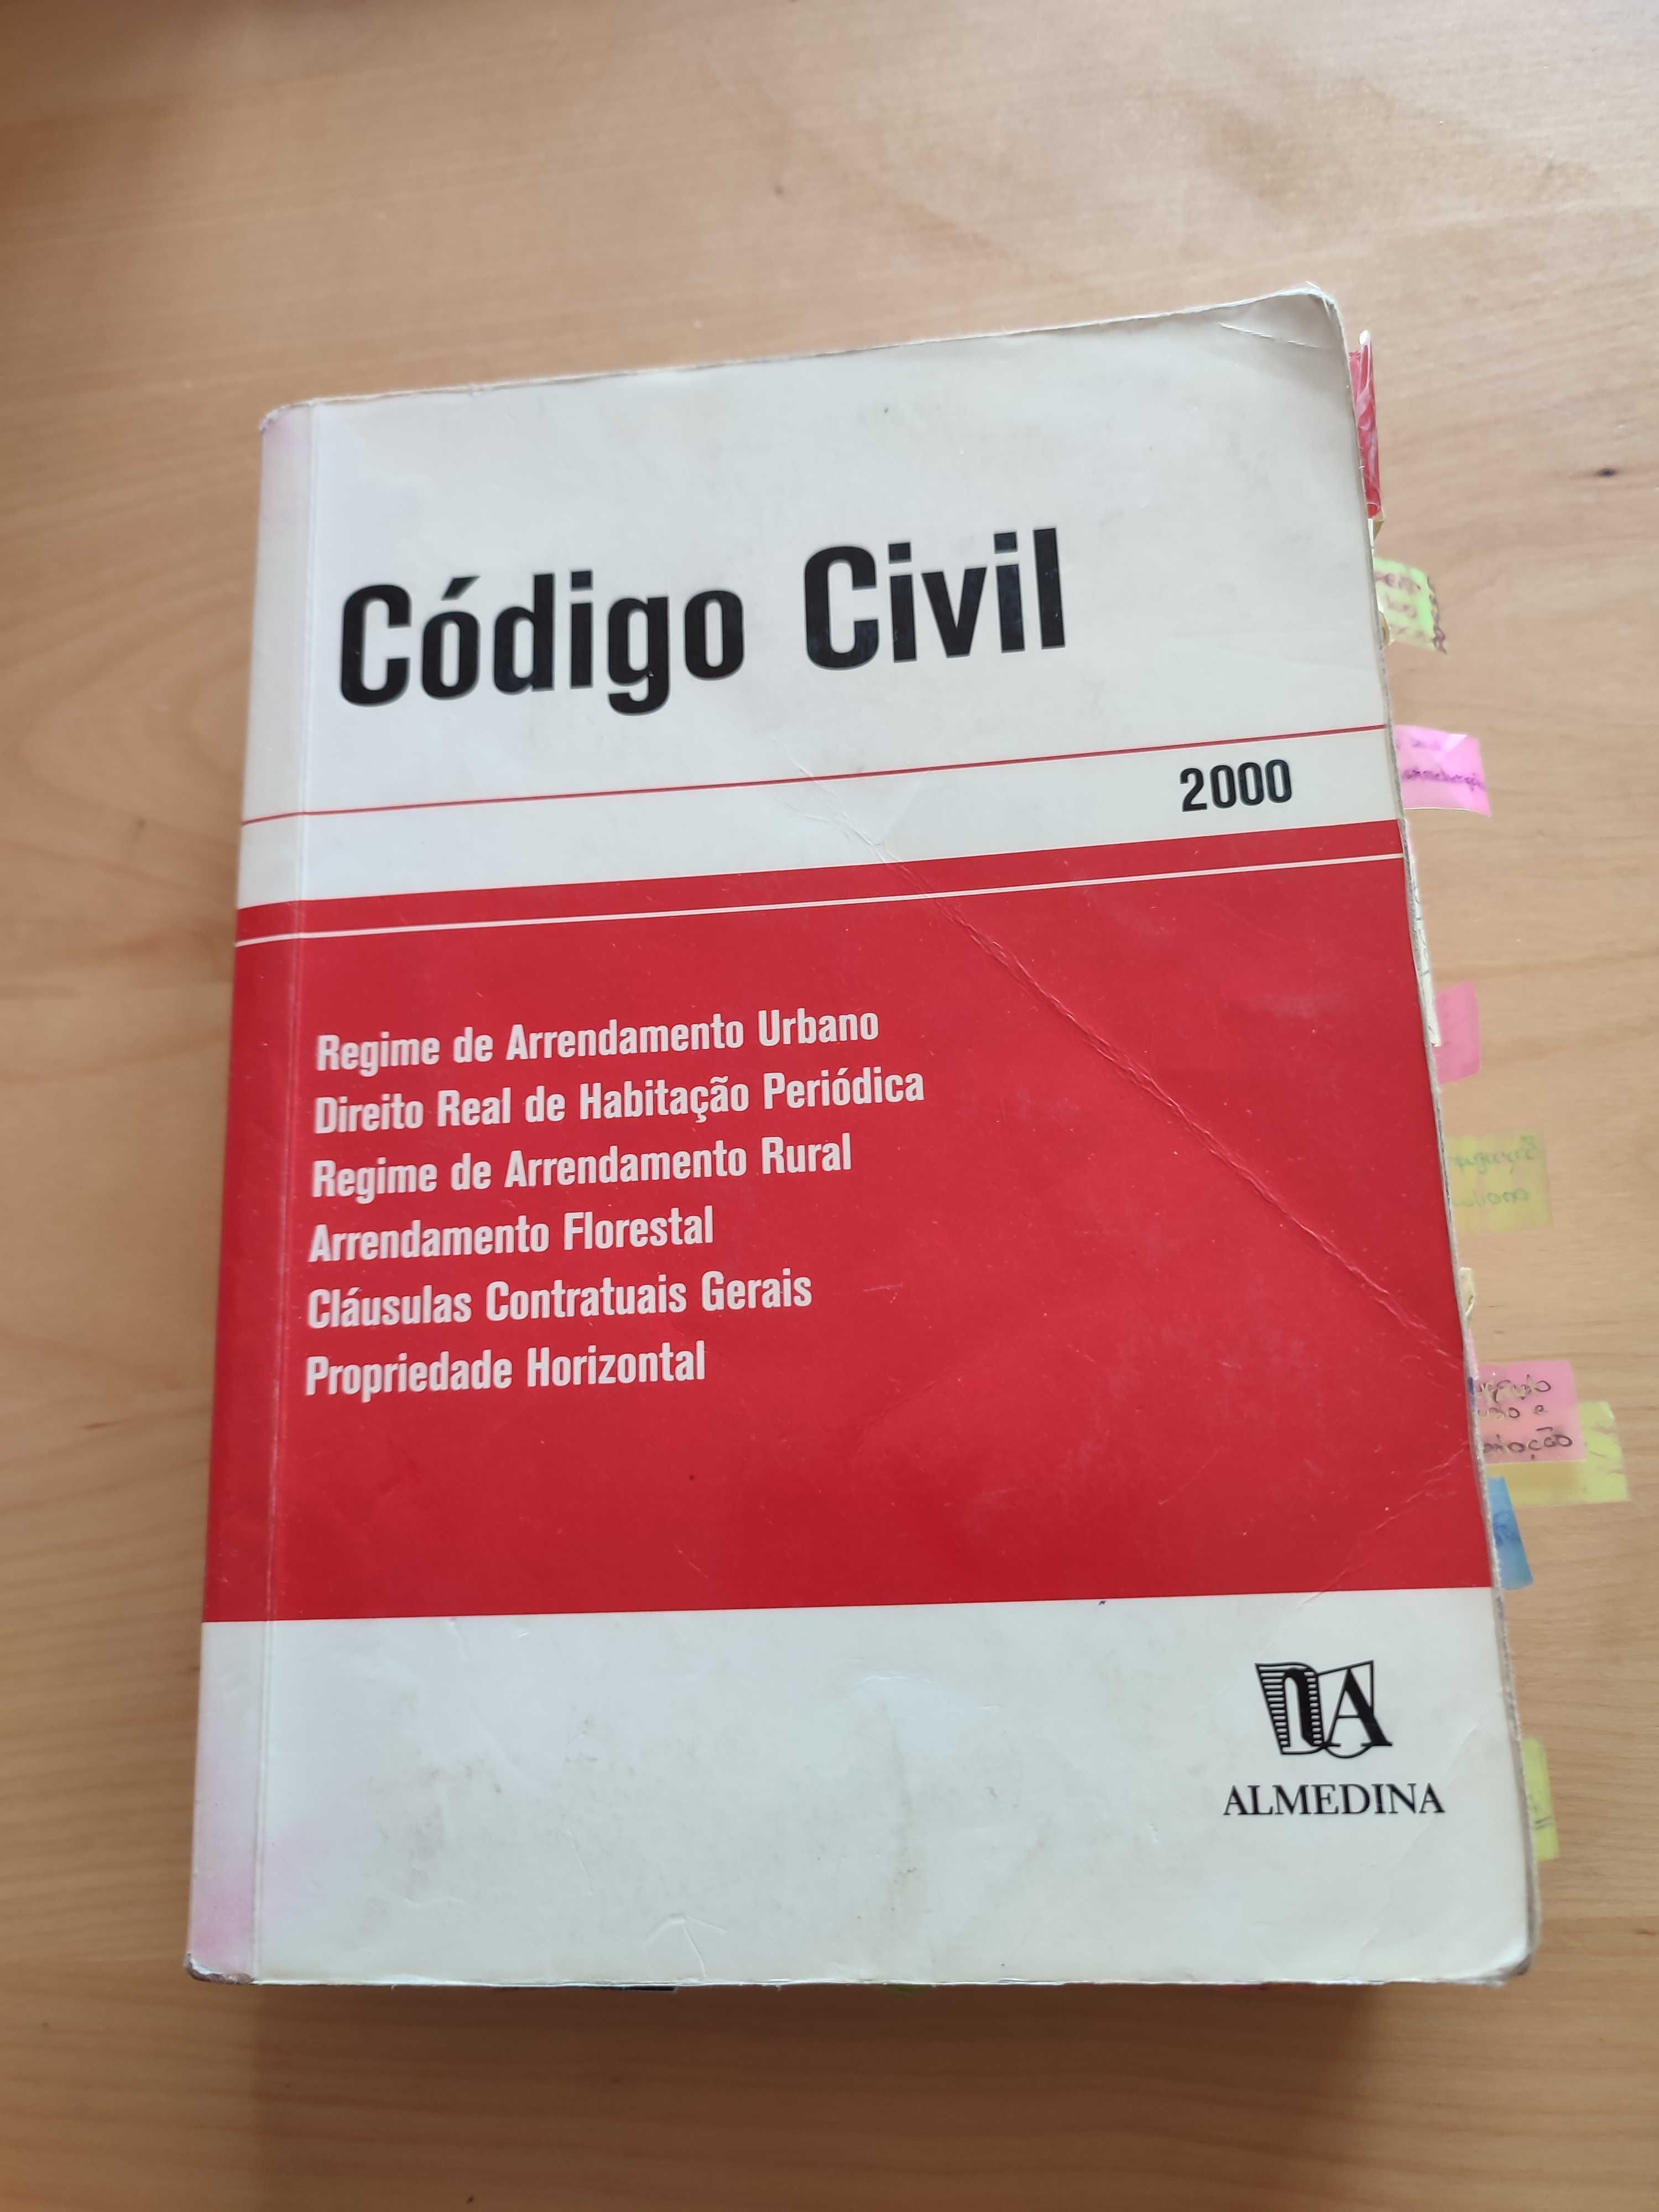 Código Civil
2000
Regime de Arrendamento Urbano
Direito Real de Habitação Periódica
Regime de Arrendamento Rural
Arrendamento Florestal
Cláusulas Contratuais Gerais
Propriedade Horizontal
ALMEDINA